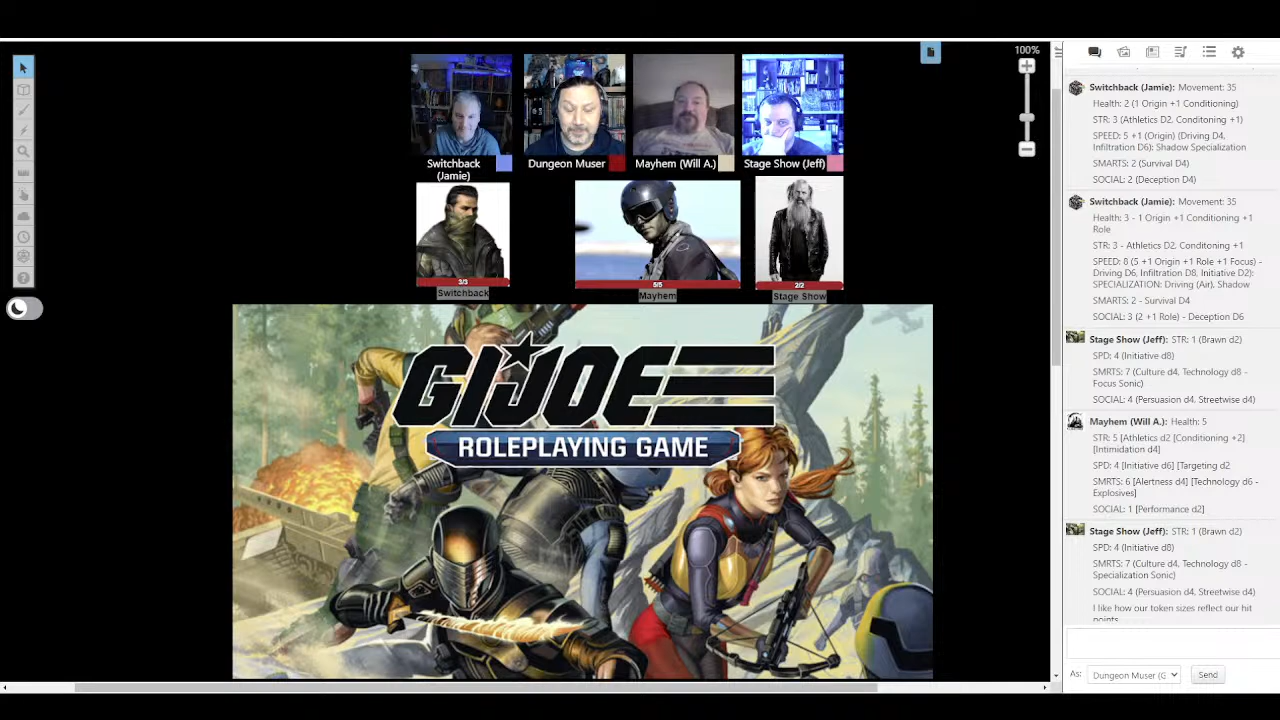 100%
Switchback
(Jamie)
Dungeon Muser
Mayhem (Will A.)
Stage Show (Jeff)
3/3
Switchback
5/5
Mayhem
2/2
Stage Show
GI JOE
ROLEPLAYING GAME
Switchback (Jamie): Movement: 35
Health: 2 (1 Origin +1 Conditioning)
STR: 3 (Athletics D2. Conditioning +1)
SPEED: 5 +1 (Origin) (Driving D4,
Infiltration D6): Shadow Specialization
SMARTS: 2 (Survival D4)
SOCIAL: 2 (Deception D4)
Switchback (Jamie): Movement: 35
Health: 3 - 1 Origin +1 Conditioning +1
Role
STR: 3 - Athletics D2. Conditioning +1
SPEED: 8 (5 +1 Origin +1 Role +1 Focus) -
Driving D6, Infiltration D8, Initiative D2):
SPECIALIZATION: Driving (Air), Shadow
SMARTS: 2 - Survival D4
SOCIAL: 3 (2 +1 Role) - Deception D6
Stage Show (Jeff): STR: 1 (Brawn d2)
SPD: 4 (Initiative d8)
SMRTS: 7 (Culture d4, Technology d8 -
Focus Sonic)
SOCIAL: 4 (Persuasion d4, Streetwise d4)
Mayhem (Will A.): Health: 5
STR: 5 [Athletics d2 [Conditioning +2]
[Intimidation d4]
SPD: 4 [Initiative d6] [Targeting d2
SMRTS: 6 [Alertness d4] [Technology d6 -
Explosives]
SOCIAL: 1 [Performance d2]
Stage Show (Jeff): STR: 1 (Brawn d2)
SPD: 4 (Initiative d8)
SMRTS: 7 (Culture d4, Technology d8 -
Specialization Sonic)
SOCIAL: 4 (Persuasion d4, Streetwise d4)
I like how our token sizes reflect our hit
points.
As:
Dungeon Muser (G
Send